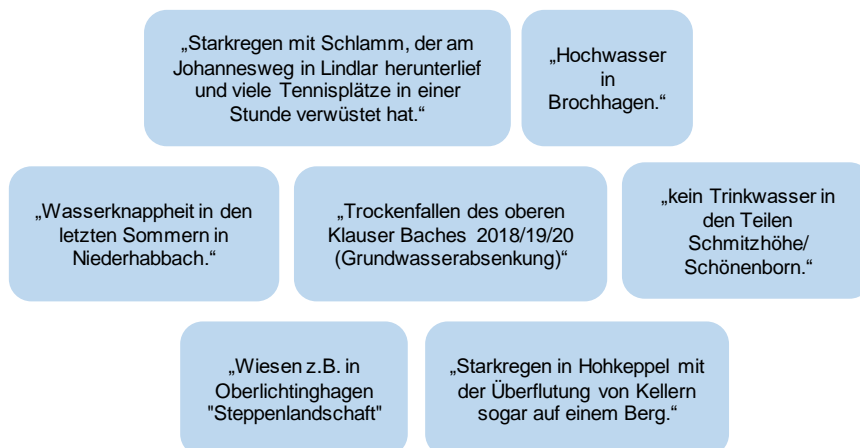 „Starkregen mit Schlamm, der am
Johannesweg in Lindlar herunterlief
und viele Tennisplätze in einer
Stunde verwüstet hat.“
„Hochwasser
in
Brochhagen.“
„Wasserknappheit in den
letzten Sommern in
Niederhabbach.“
„Trockenfallen des oberen
Klauser Baches 2018/19/20
(Grundwasserabsenkung)“
„kein Trinkwasser in
den Teilen
Schmitzhöhe/
Schönenborn.“
„Wiesen z.B. in
Oberlichtinghagen
"Steppenlandschaft"
„Starkregen in Hohkeppel mit
der Überflutung von Kellern
sogar auf einem Berg.“